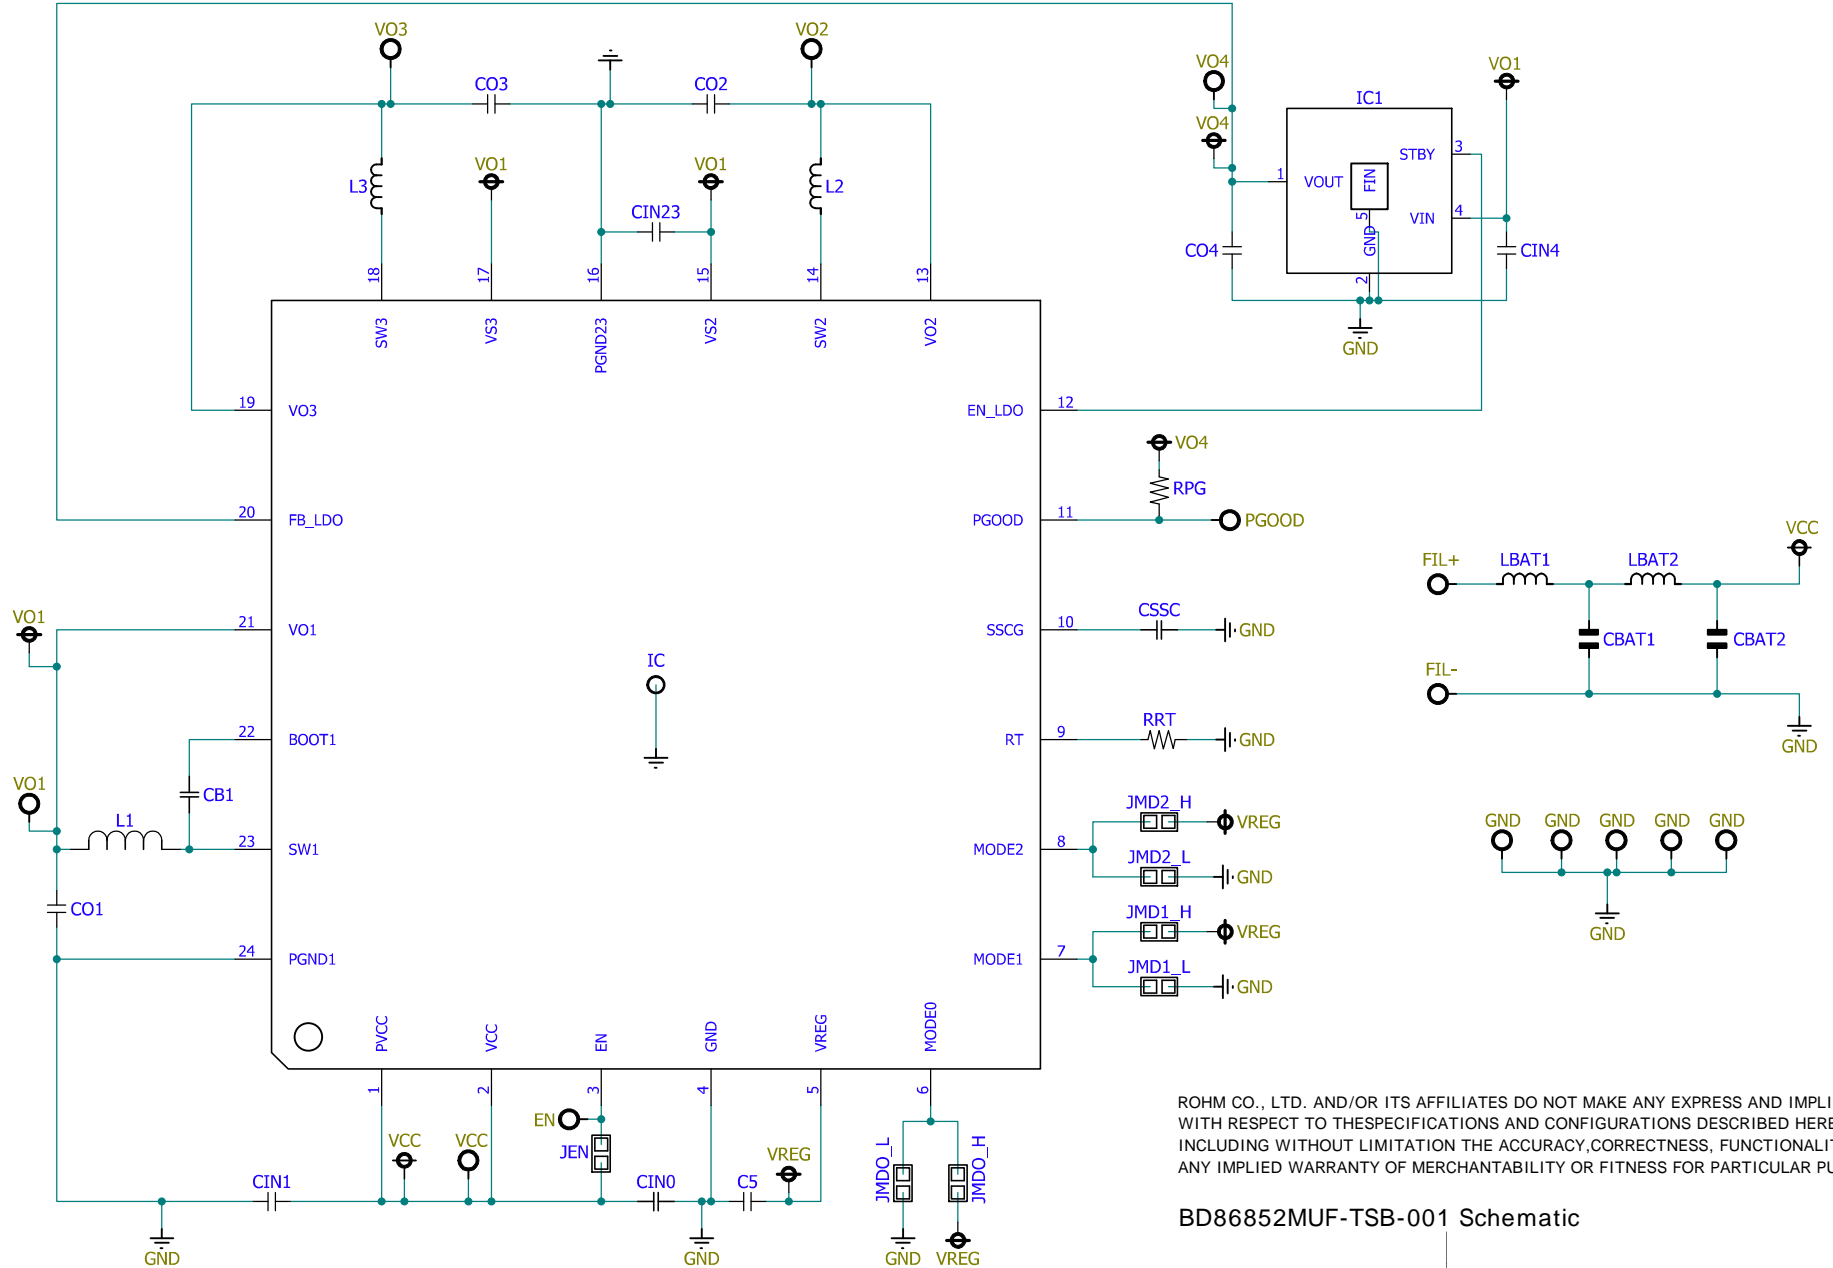 VO3
VO2
CO3
CO2
VO4
VO1
IC1
VO4
VO1
VO1
L3
L2
CIN23
STBY
3
1
VOUT
FIN
VIN
4
5
GND
CO4
CIN4
2
GND
18
17
16
15
14
13
SW3
VS3
PGND23
VS2
SW2
VO2
19
VO3
EN_LDO
12
VO4
RPG
20
FB_LDO
PGOOD
11
PGOOD
VCC
FIL+
LBAT1
LBAT2
VO1
21
VO1
SSCG
10
CSSC
GND
CBAT1
CBAT2
FIL-
IC
22
BOOT1
RT
9
RRT
GND
GND
VO1
CB1
L1
23
SW1
MODE2
8
JMD2_H
VREG
JMD2_L
GND
GND
GND
GND
GND
GND
GND
CO1
24
PGND1
MODE1
7
JMD1_H
VREG
JMD1_L
GND
PVCC
VCC
EN
GND
VREG
MODE0
1
2
3
4
5
6
EN
JEN
VCC
VCC
VREG
CIN1
CIN0
C5
JMDO_L
JMDO_H
GND
GND
GND
VREG
ROHM CO., LTD. AND/OR ITS AFFILIATES DO NOT MAKE ANY EXPRESS AND IMPLI
WITH RESPECT TO THESPECIFICATIONS AND CONFIGURATIONS DESCRIBED HERE
INCLUDING WITHOUT LIMITATION THE ACCURACY,CORRECTNESS, FUNCTIONALIT
ANY IMPLIED WARRANTY OF MERCHANTABILITY OR FITNESS FOR PARTICULAR PU
BD86852MUF-TSB-001 Schematic